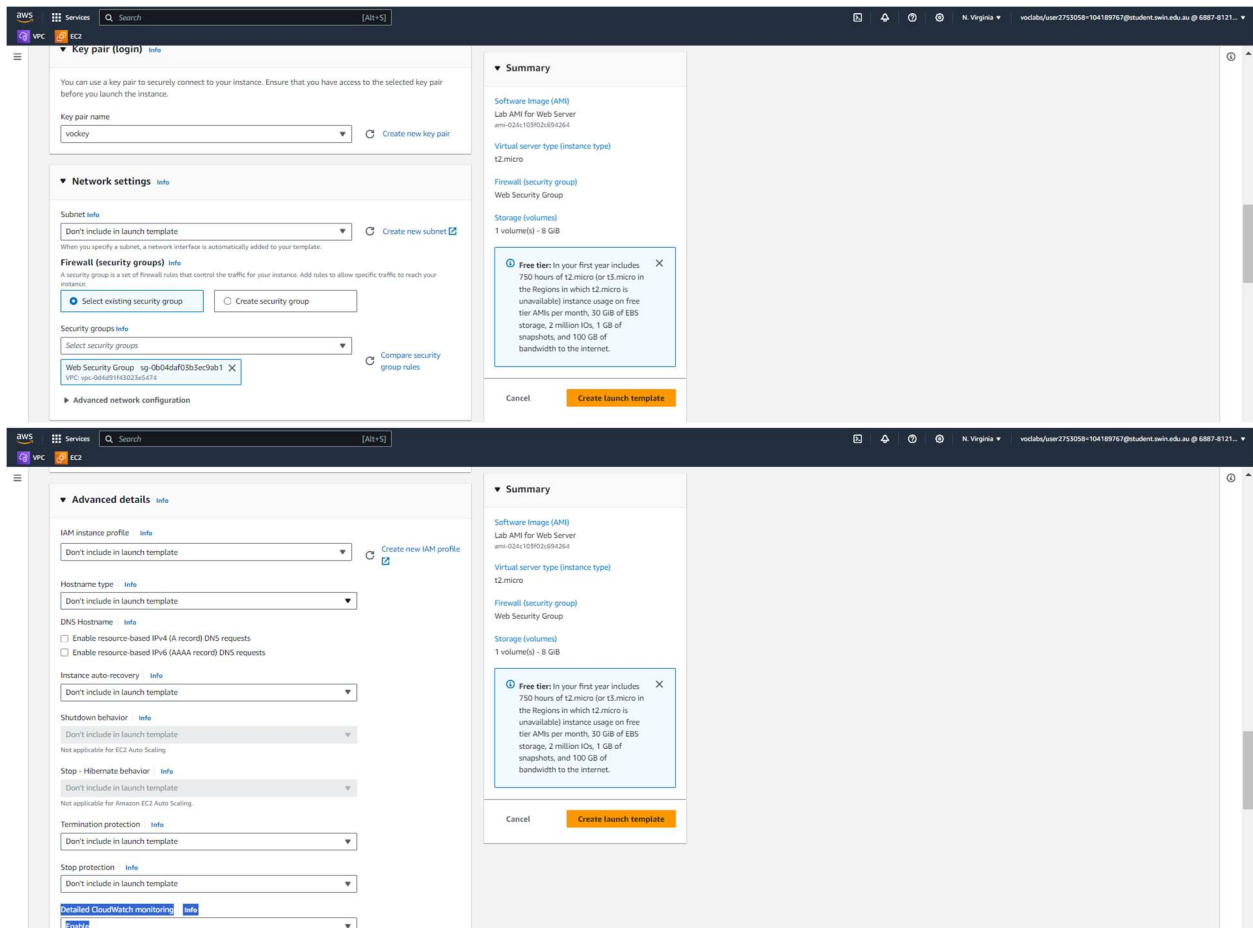 aws
Services
Search
[Alt+S]
N. Virginia
voclabs/user2753058=104189767@student.swin.edu.au @ 6887-8121...
VPC
EC2
Key pair (login) Info
You can use a key pair to securely connect to your instance. Ensure that you have access to the selected key pair
before you launch the instance.
Key pair name
vockey
Create new key pair
Network settings Info
Subnet Info
Don't include in launch template
Create new subnet
When you specify a subnet, a network interface is automatically added to your template.
Firewall (security groups) Info
A security group is a set of firewall rules that control the traffic for your instance. Add rules to allow specific traffic to reach your
instance.
Select existing security group
Create security group
Security groups Info
Select security groups
Compare security
group rules
Web Security Group sg-0b04daf03b3ec9ab1
VPC: vpc-0d4d91f43023e5474
Advanced network configuration
Summary
Software Image (AMI)
Lab AMI for Web Server
ami-024c103f02c694264
Virtual server type (instance type)
t2.micro
Firewall (security group)
Web Security Group
Storage (volumes)
1 volume(s) - 8 GiB
Free tier: In your first year includes
750 hours of t2.micro (or t3.micro in
the Regions in which t2.micro is
unavailable) instance usage on free
tier AMIs per month, 30 GiB of EBS
storage, 2 million IOs, 1 GB of
snapshots, and 100 GB of
bandwidth to the internet.
Cancel
Create launch template
aws
Services
Search
[Alt+S]
N. Virginia
voclabs/user2753058=104189767@student.swin.edu.au @ 6887-8121...
VPC
EC2
Advanced details Info
IAM instance profile Info
Don't include in launch template
Create new IAM profile
Hostname type Info
Don't include in launch template
DNS Hostname Info
Enable resource-based IPv4 (A record) DNS requests
Enable resource-based IPv6 (AAAA record) DNS requests
Instance auto-recovery Info
Don't include in launch template
Shutdown behavior Info
Don't include in launch template
Not applicable for EC2 Auto Scaling
Stop - Hibernate behavior Info
Don't include in launch template
Not applicable for Amazon EC2 Auto Scaling.
Termination protection Info
Don't include in launch template
Stop protection Info
Don't include in launch template
Detailed CloudWatch monitoring Info
Enable
Summary
Software Image (AMI)
Lab AMI for Web Server
ami-024c103f02c694264
Virtual server type (instance type)
t2.micro
Firewall (security group)
Web Security Group
Storage (volumes)
1 volume(s) - 8 GiB
Free tier: In your first year includes
750 hours of t2.micro (or t3.micro in
the Regions in which t2.micro is
unavailable) instance usage on free
tier AMIs per month, 30 GiB of EBS
storage, 2 million IOs, 1 GB of
snapshots, and 100 GB of
bandwidth to the internet.
Cancel
Create launch template